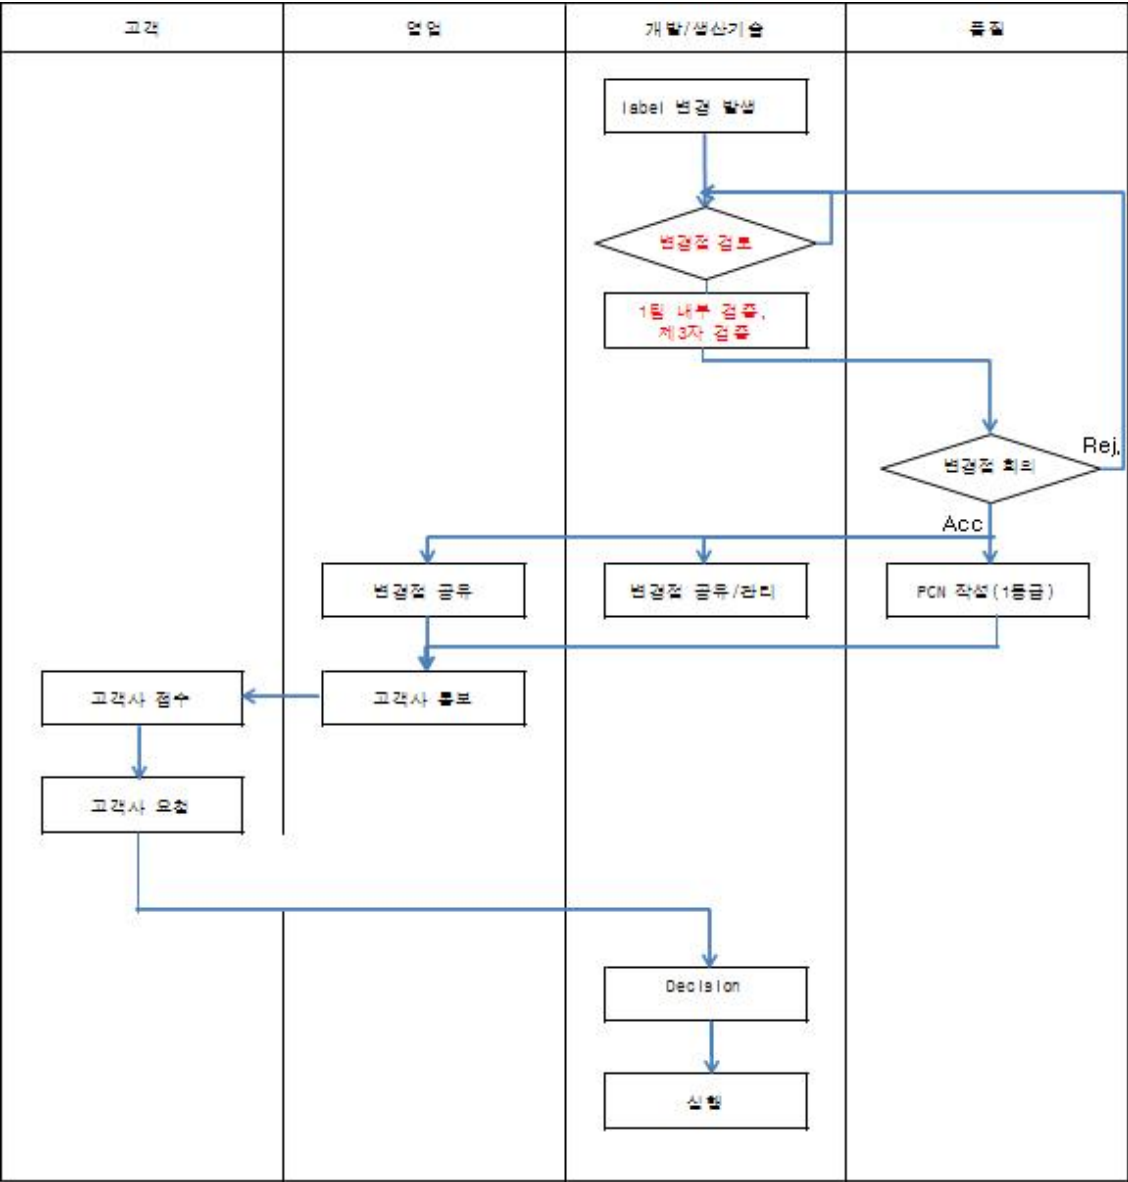 고객
영업
개발/생산기술
품질
label 변경 발생
변경점 검토
1팀 내부 검증,
제3자 검증
변경점 회의
Rej,
Acc
변경점 공유
변경점 공유/관리
PCN 작성(1등급)
고객사 접수
고객사 통보
고객사 요청
Decision
실행